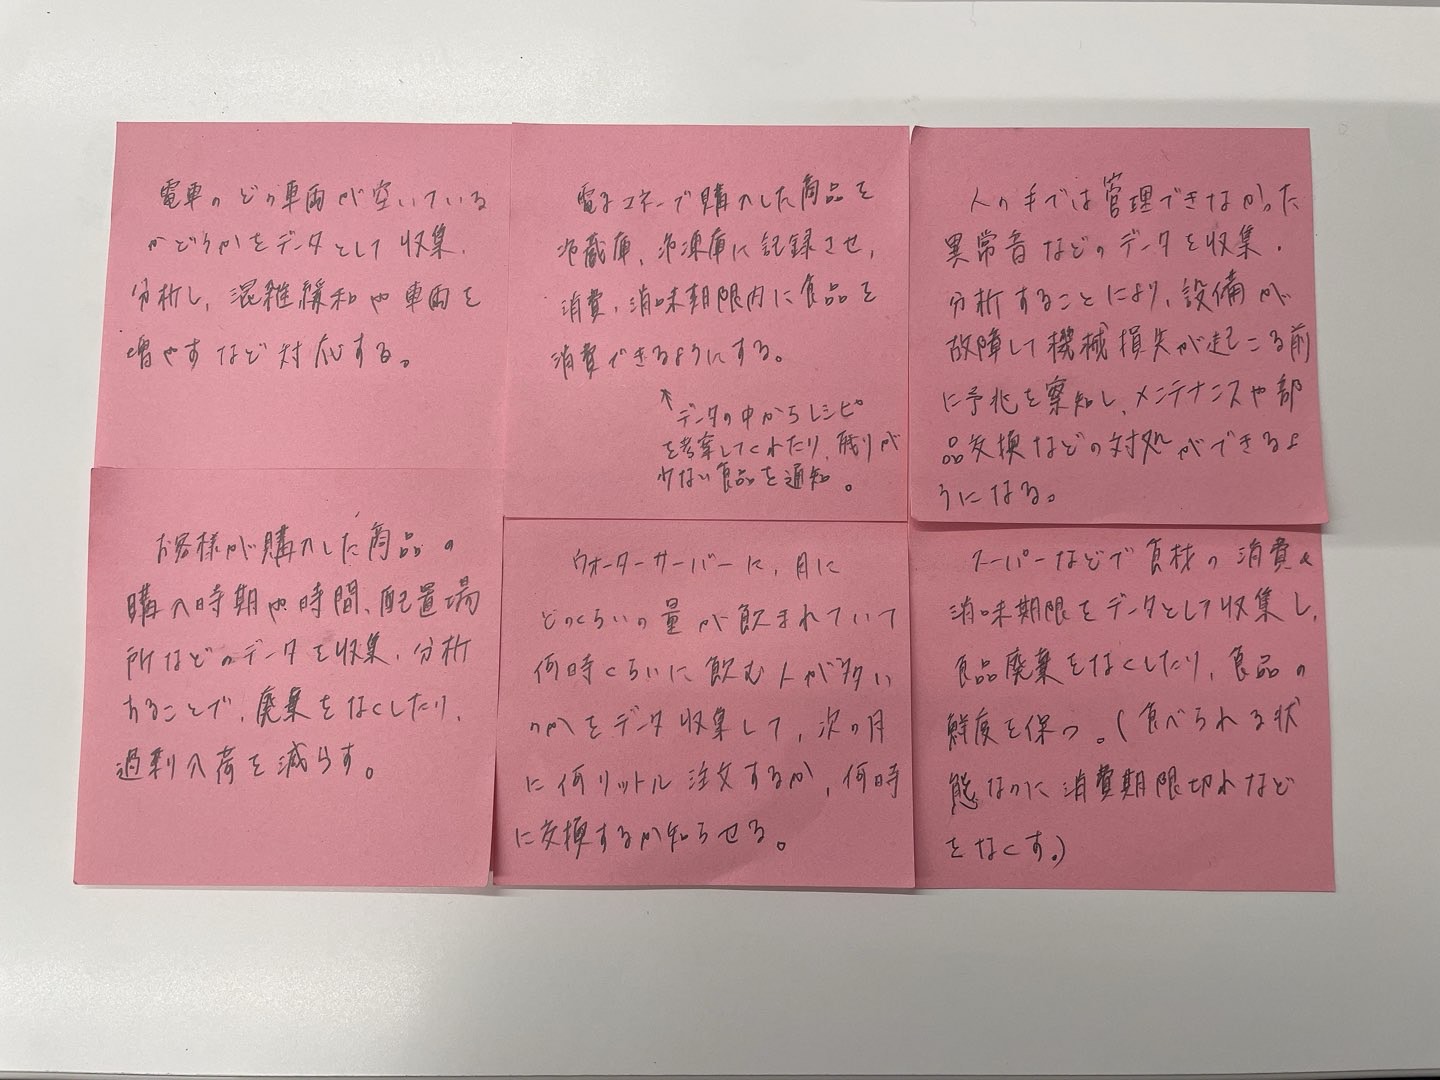 電車のどの車両が空いている
かどうかをデータとして収集、
分析し、混雑緩和や車両を
増やすなど対応する。
電子マネーで購入した商品を
冷蔵庫、冷凍庫に記録させ、
消費、消味期限内に食品を
消費できるようにする。
↑データの中からレシピ
を考案してくれたり、残りが
少ない食品を通知。
人の手では管理できなかった
異常音などのデータを収集、
分析することにより、設備が
故障して機械損失が起こる前
に予兆を察知し、メンテナンスや部
品交換などの対処ができるよ
うになる。
お客様が購入した商品の
購入時期や時間、配置場
所などのデータを収集、分析
することで、廃棄をなくしたり、
過剰入荷を減らす。
ウォーターサーバーに、月に
どのくらいの量が飲まれていて
何時くらいに飲む人が多い
のかをデータ収集して、次の月
に何リットル注文するか、何時
に交換するか知らせる。
スーパーなどで食材の消費&
消味期限をデータとして収集し、
食品廃棄をなくしたり、食品の
鮮度を保つ。(食べられる状
態なのに消費期限切れなど
をなくす。)